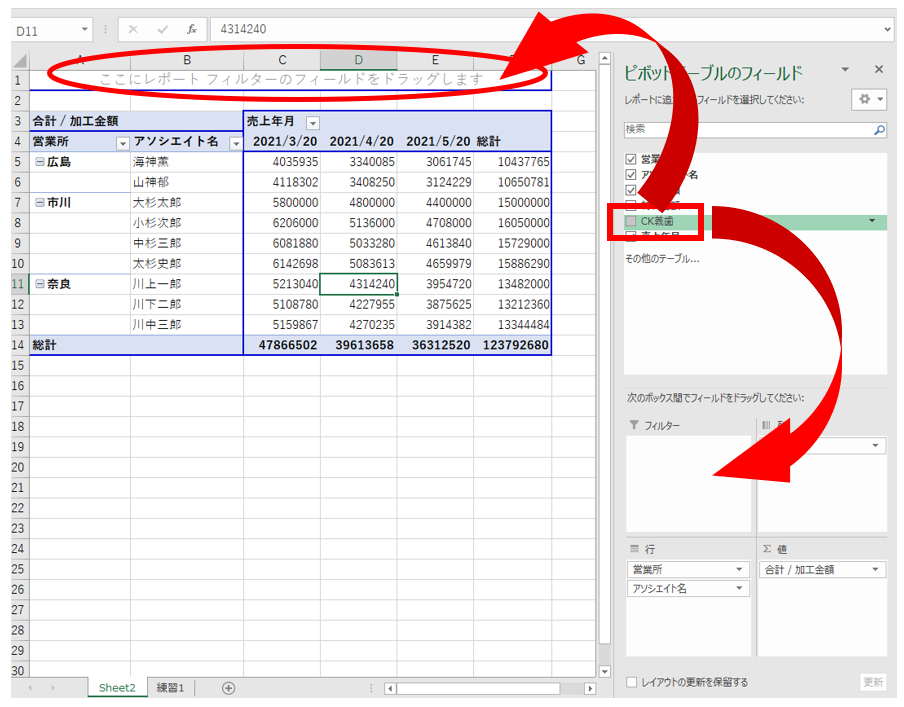 D11 4314240
A B C D E F G
1 ここにレポート フィルターのフィールドをドラッグします
2
3 合計 / 加工金額 売上年月
4 営業所 アソシエイト名 2021/3/20 2021/4/20 2021/5/20 総計
5 広島 海神薫 4035935 3340085 3061745 10437765
6 山神郁 4118302 3408250 3124229 10650781
7 市川 大杉太郎 5800000 4800000 4400000 15000000
8 小杉次郎 6206000 5136000 4708000 16050000
9 中杉三郎 6081880 5033280 4613840 15729000
10 太杉史郎 6142698 5083613 4659979 15886290
11 奈良 川上一郎 5213040 4314240 3954720 13482000
12 川下二郎 5108780 4227955 3875625 13212360
13 川中三郎 5159867 4270235 3914382 13344484
14 総計 47866502 39613658 36312520 123792680
15
16
17
18
19
20
21
22
23
24
25
26
27
28
29
30
Sheet2 練習1
ピボットテーブルのフィールド
レポートに追 フィールドを選択してください:
検索
営業
ア 名
CK義歯
売上年月
その他のテーブル...
次のボックス間でフィールドをドラッグしてください:
フィルター
行
営業所
アソシエイト名
Σ 値
合計 / 加工金額
レイアウトの更新を保留する 更新